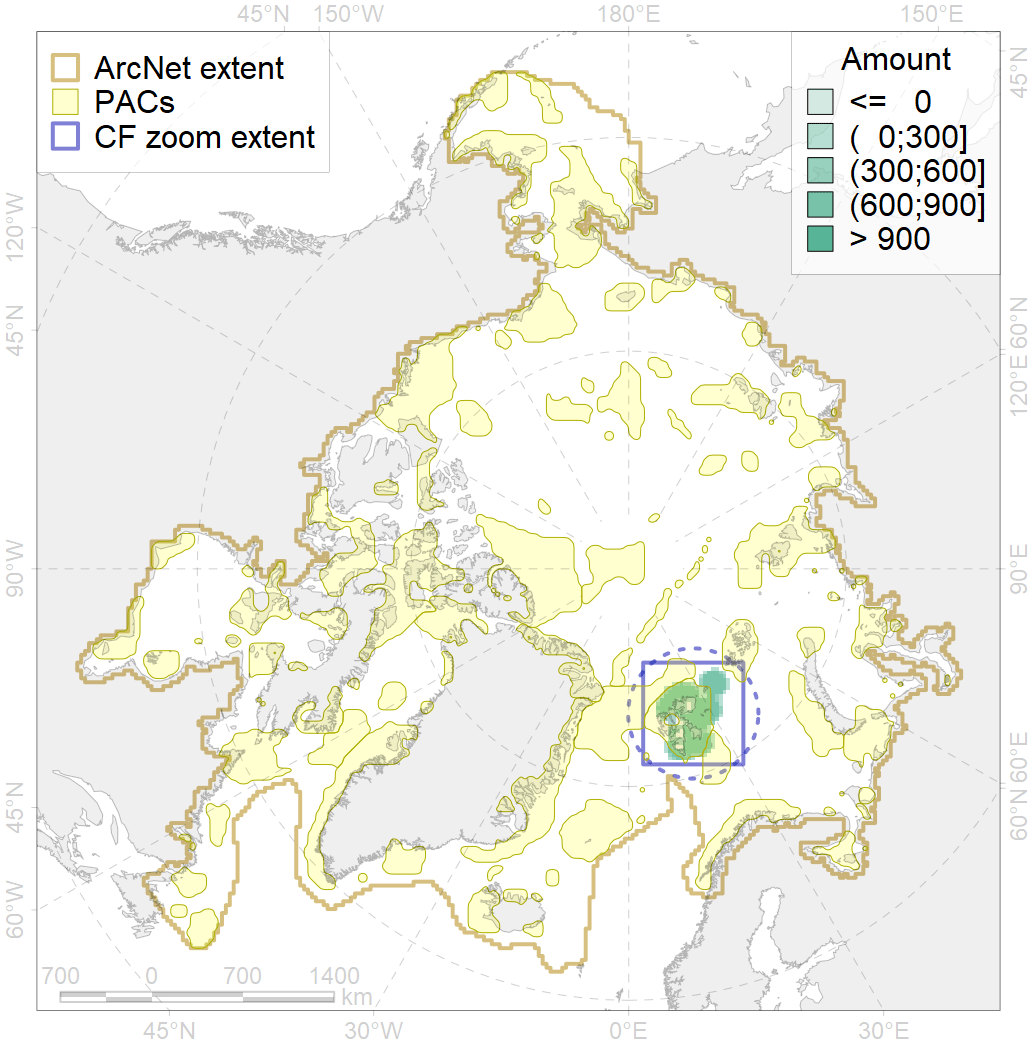 45°N 150°W 180°E 150°E
ArcNet extent
PACs
CF zoom extent
Amount
<= 0
( 0;300]
(300;600]
(600;900]
> 900
45°N
120°W
60°N
45°N
120°E
90°W
90°E
60°E
45°N
60°N
60°W
700 0 700 1400
km
45°N 30°W 0°E 30°E